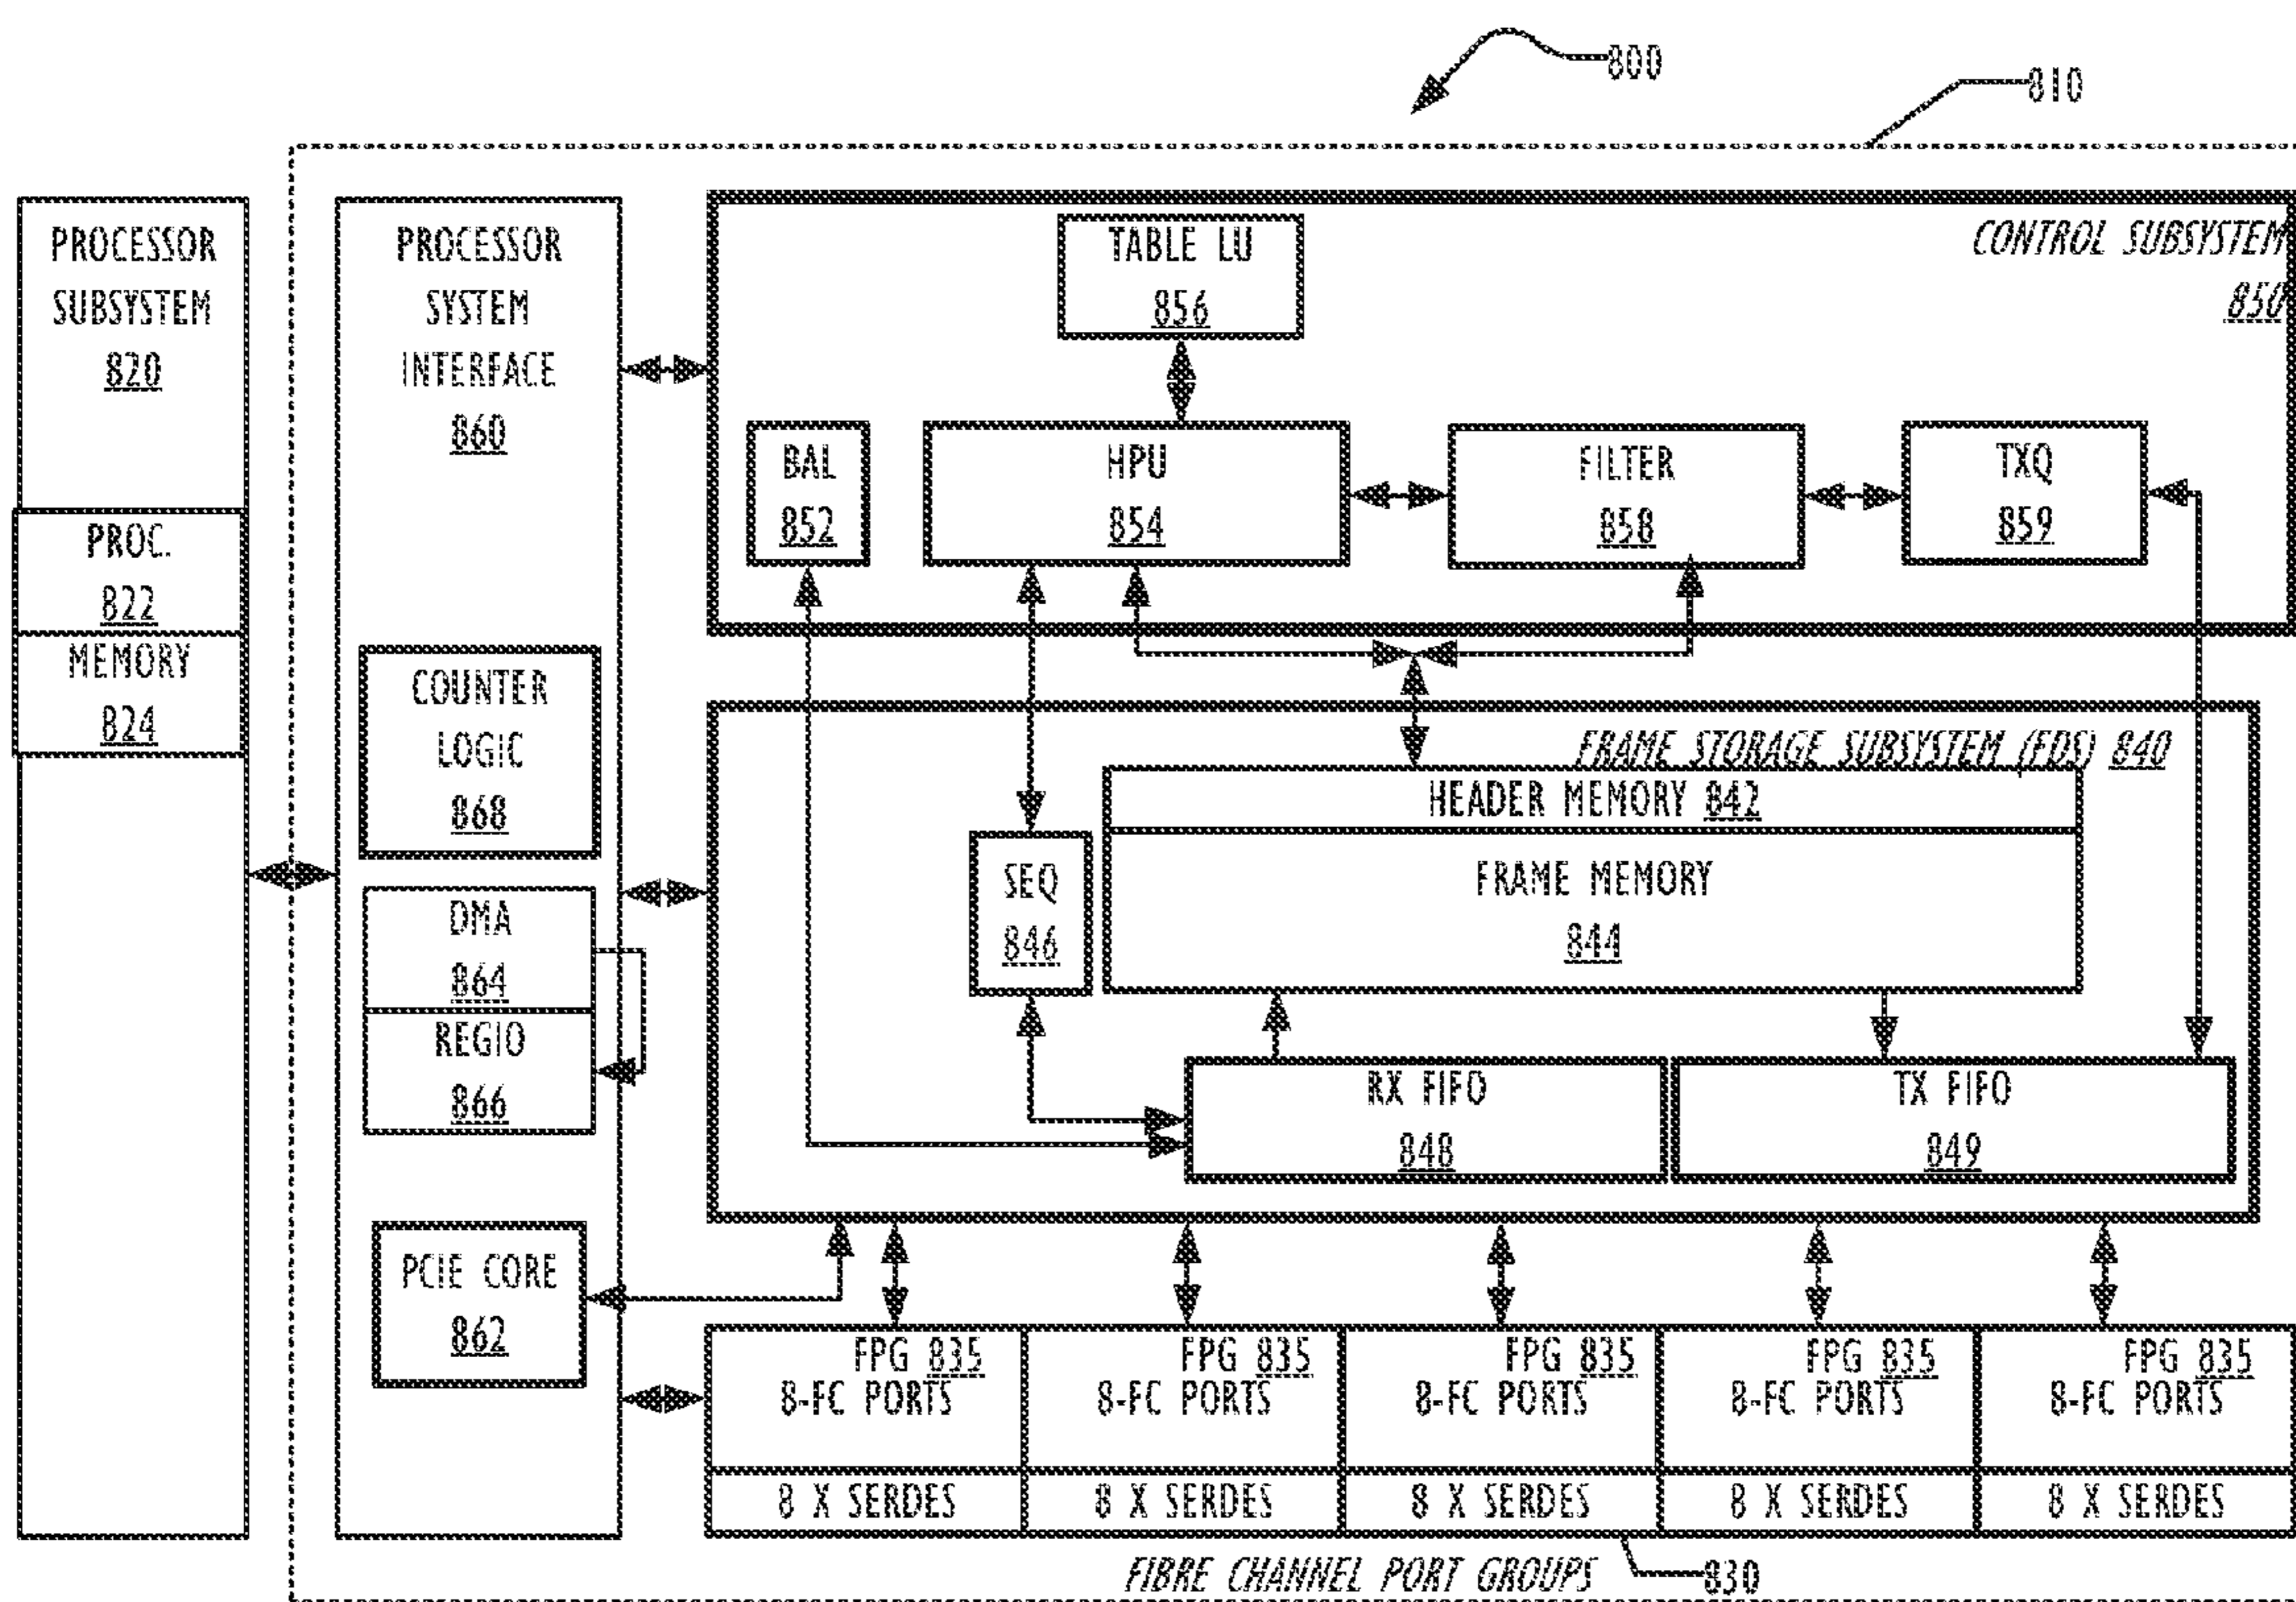 800
810
PROCESSOR
SUBSYSTEM
820
PROC.
822
MEMORY
824
PROCESSOR
SYSTEM
INTERFACE
860
COUNTER
LOGIC
868
DMA
864
REGIO
866
PCIE CORE
862
CONTROL SUBSYSTEM
850
TABLE LU
856
BAL
852
HPU
854
FILTER
858
TXQ
859
FRAME STORAGE SUBSYSTEM (FDS) 840
HEADER MEMORY 842
FRAME MEMORY
844
SEQ
846
RX FIFO
848
TX FIFO
849
FPG 835
8-FC PORTS
8 X SERDES
FPG 835
8-FC PORTS
8 X SERDES
FPG 835
8-FC PORTS
8 X SERDES
FPG 835
8-FC PORTS
8 X SERDES
FPG 835
8-FC PORTS
8 X SERDES
FIBRE CHANNEL PORT GROUPS 830